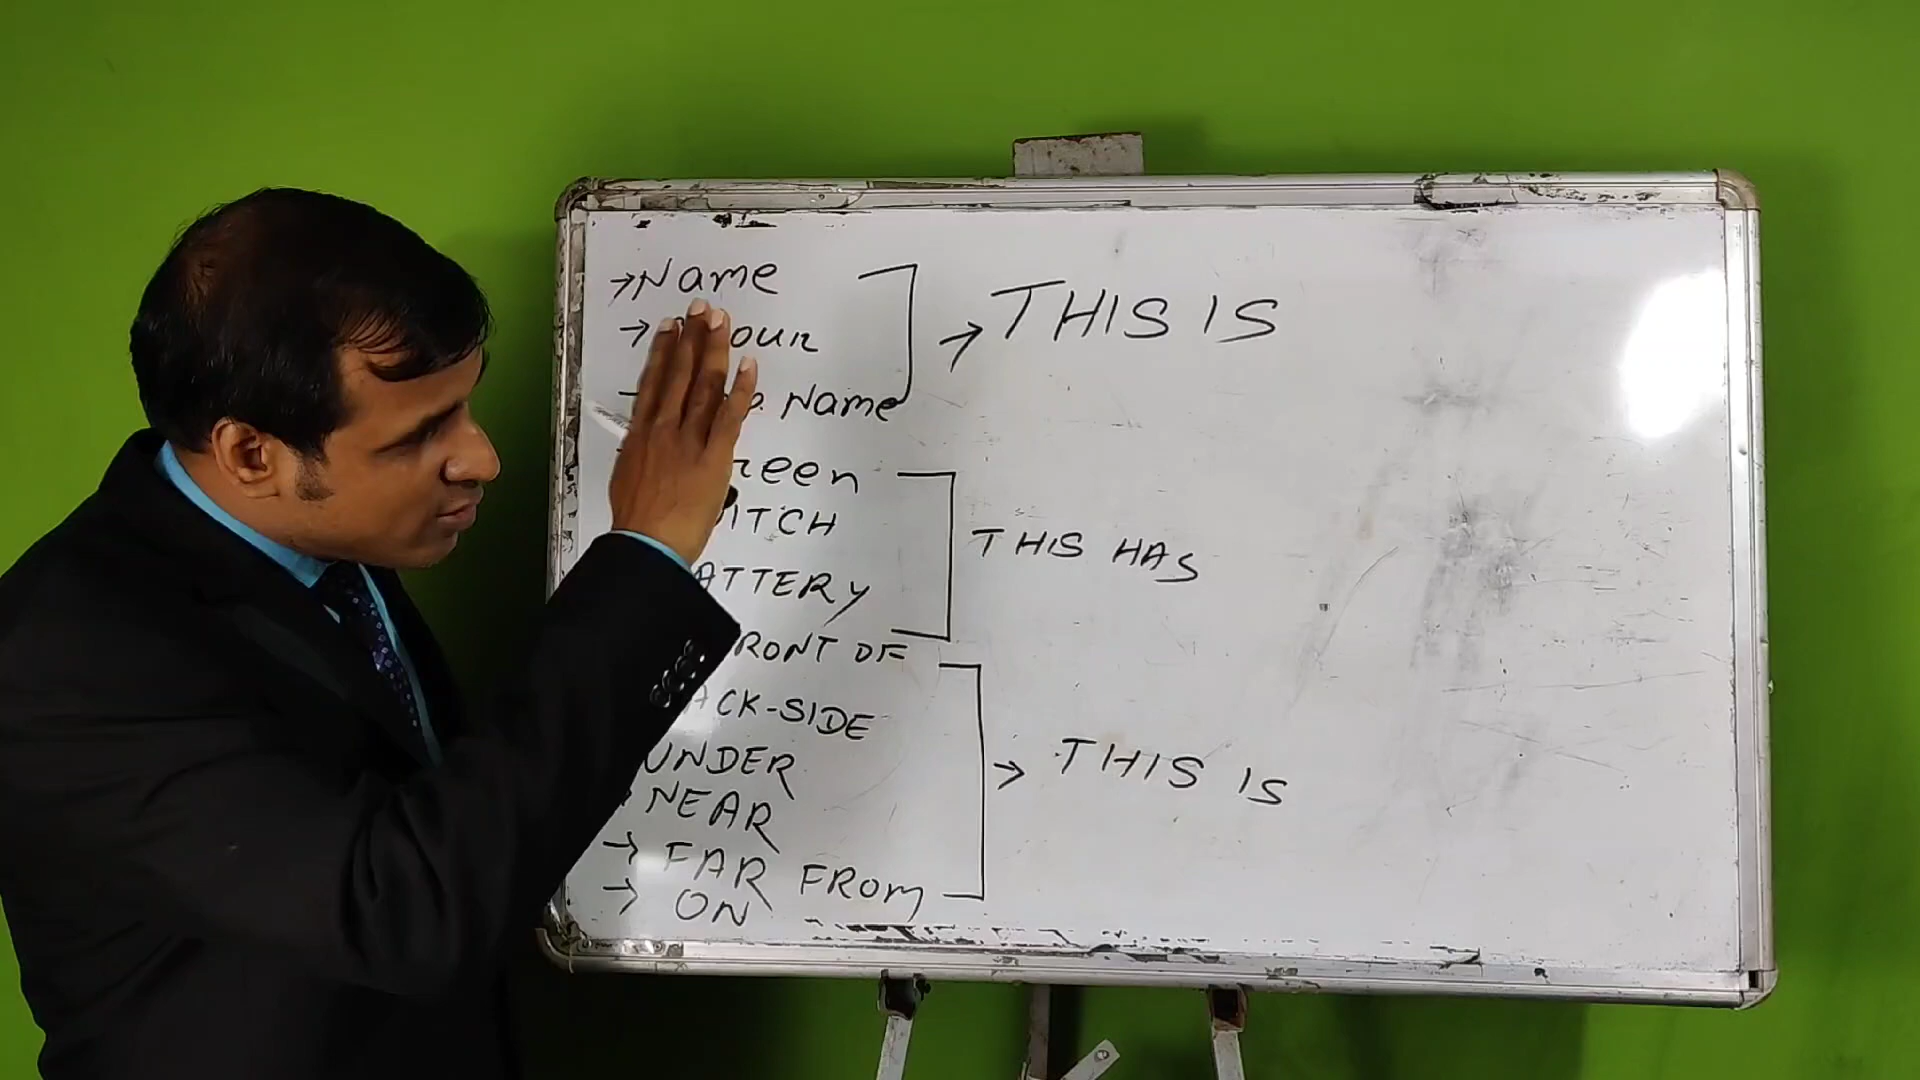 →Name
→ our
Name
THIS IS
reen
ITCH
ATTERY
THIS HAS
RONT OF
ACK-SIDE
UNDER
NEAR
→ FAR FROM
→ ON
→ THIS IS